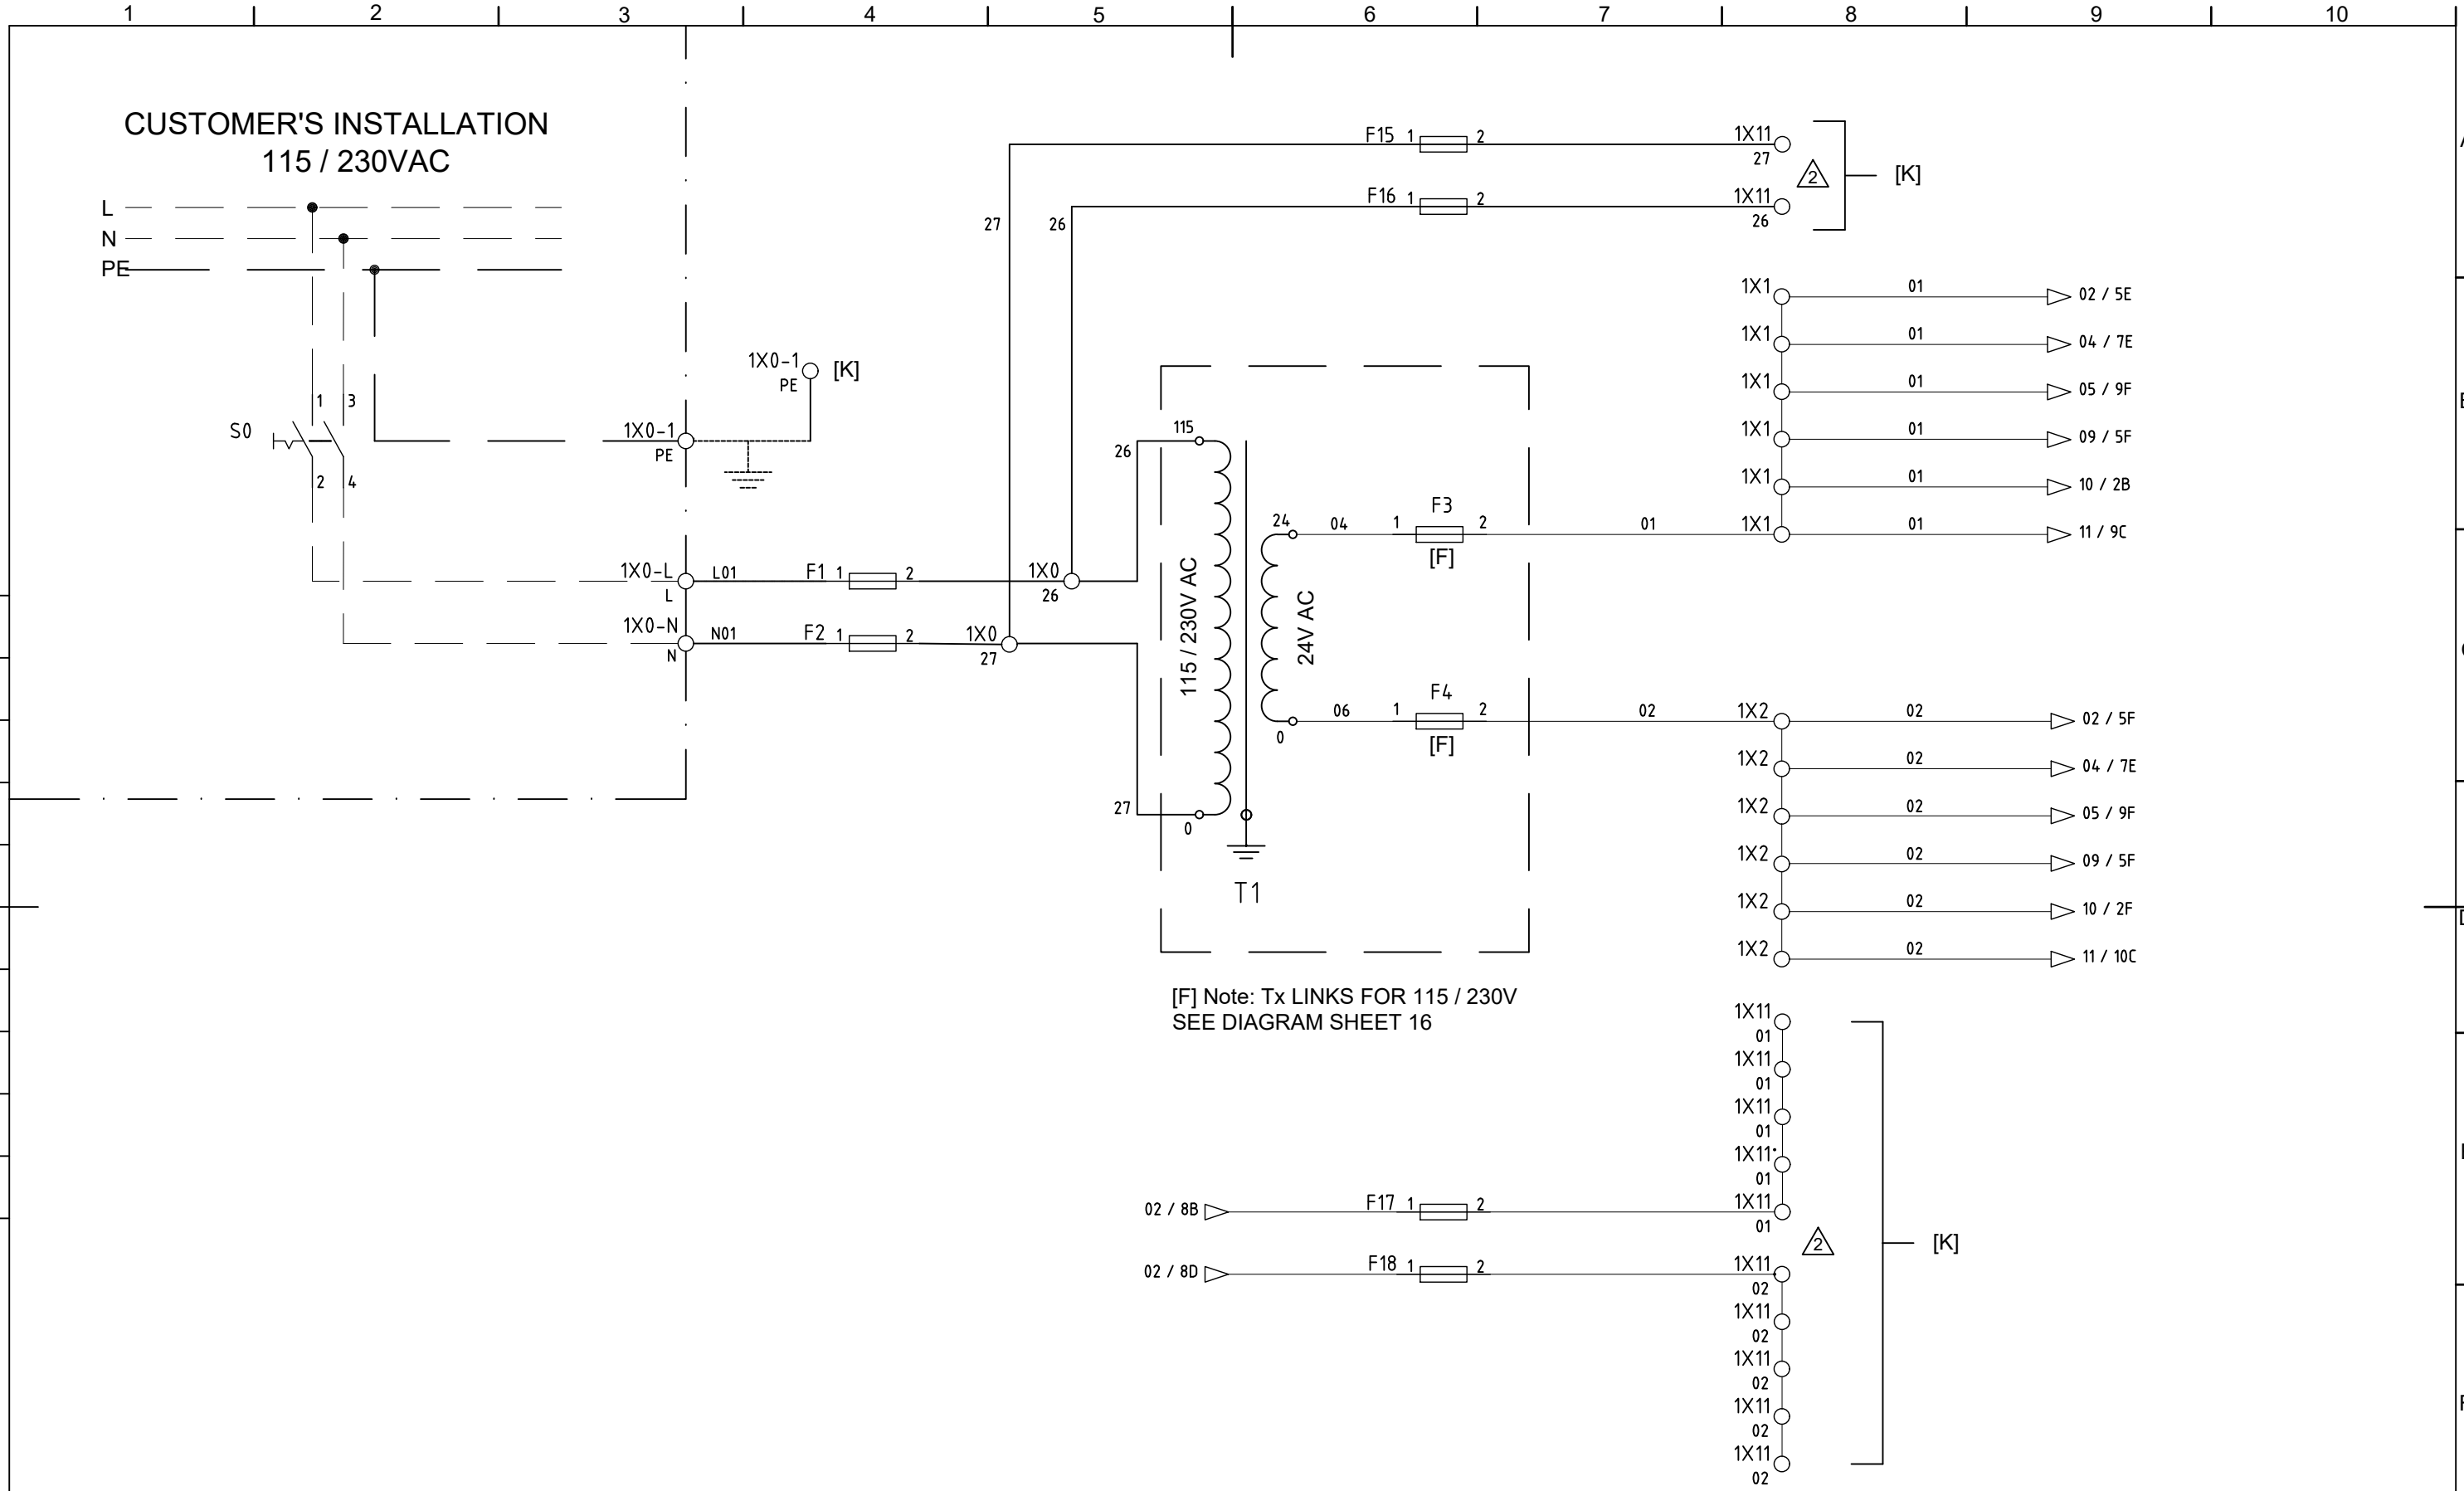 1 2 3 4 5 6 7 8 9 10
CUSTOMER'S INSTALLATION
115 / 230VAC
L
N
PE
S0
1 3
2 4
1X0-1
PE
1X0-1
PE
[K]
1X0-L
L
L01
F1 1 2
1X0
26
1X0-N
N
N01
F2 1 2
1X0
27
27
26
F15 1 2
1X11
27
F16 1 2
1X11
26
2
[K]
26
115
27
0
115 / 230V AC
24V AC
24
04
1
F3
2
[F]
01
0
06
1
F4
2
[F]
02
T1
[F] Note: Tx LINKS FOR 115 / 230V
SEE DIAGRAM SHEET 16
1X1 01 02 / 5E
1X1 01 04 / 7E
1X1 01 05 / 9F
1X1 01 09 / 5F
1X1 01 10 / 2B
1X1 01 11 / 9C
1X2 02 02 / 5F
1X2 02 04 / 7E
1X2 02 05 / 9F
1X2 02 09 / 5F
1X2 02 10 / 2F
1X2 02 11 / 10C
1X11
01
1X11
01
1X11
01
1X11
01
02 / 8B F17 1 2 1X11
01
02 / 8D F18 1 2 1X11
02
1X11
02
1X11
02
1X11
02
1X11
02
2
[K]